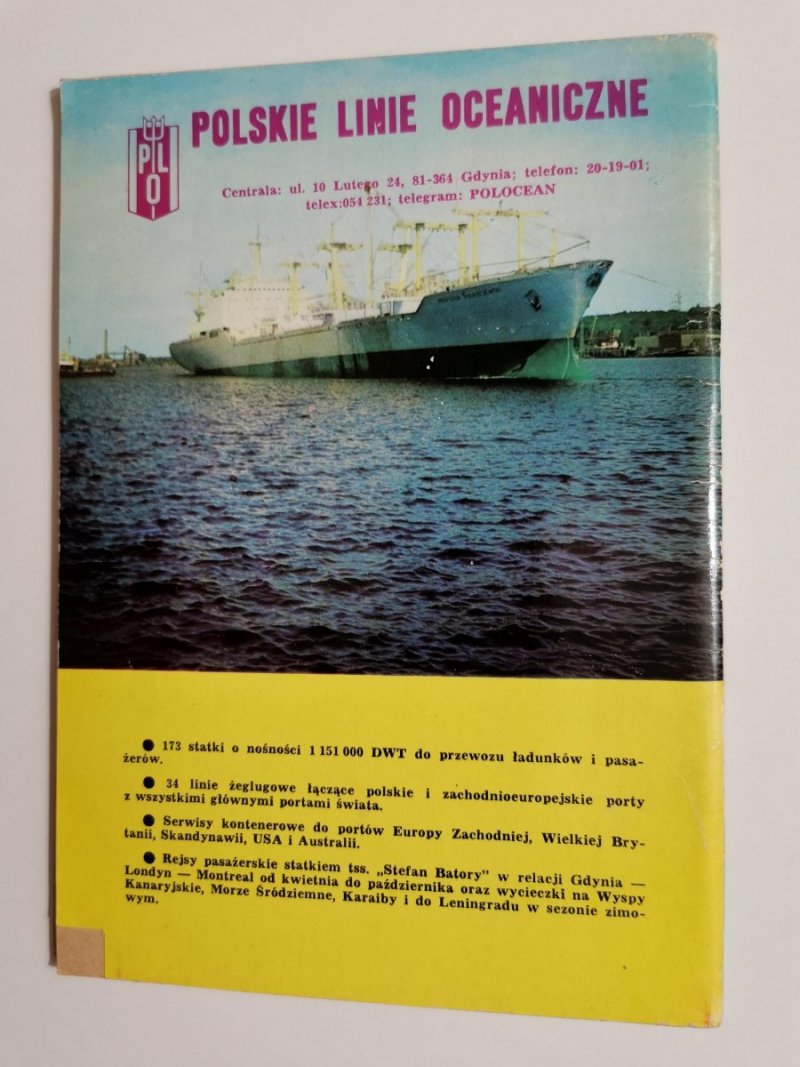 POLSKIE LINIE OCEANICZNE
PLO
Centrala: ul. 10 Lutego 24, 81-364 Gdynia; telefon: 20-19-01;
telex:054 231; telegram: POLOCEAN
● 173 statki o nośności 1 151 000 DWT do przewozu ładunków i pasa-
żerów.
● 34 linie żeglugowe łączące polskie i zachodnioeuropejskie porty
z wszystkimi głównymi portami świata.
● Serwisy kontenerowe do portów Europy Zachodniej, Wielkiej Bry-
tanii, Skandynawii, USA i Australii.
● Rejsy pasażerskie statkiem tss. „Stefan Batory" w relacji Gdynia —
Londyn — Montreal od kwietnia do października oraz wycieczki na Wyspy
Kanaryjskie, Morze Śródziemne, Karaiby i do Leningradu w sezonie zimo-
wym.